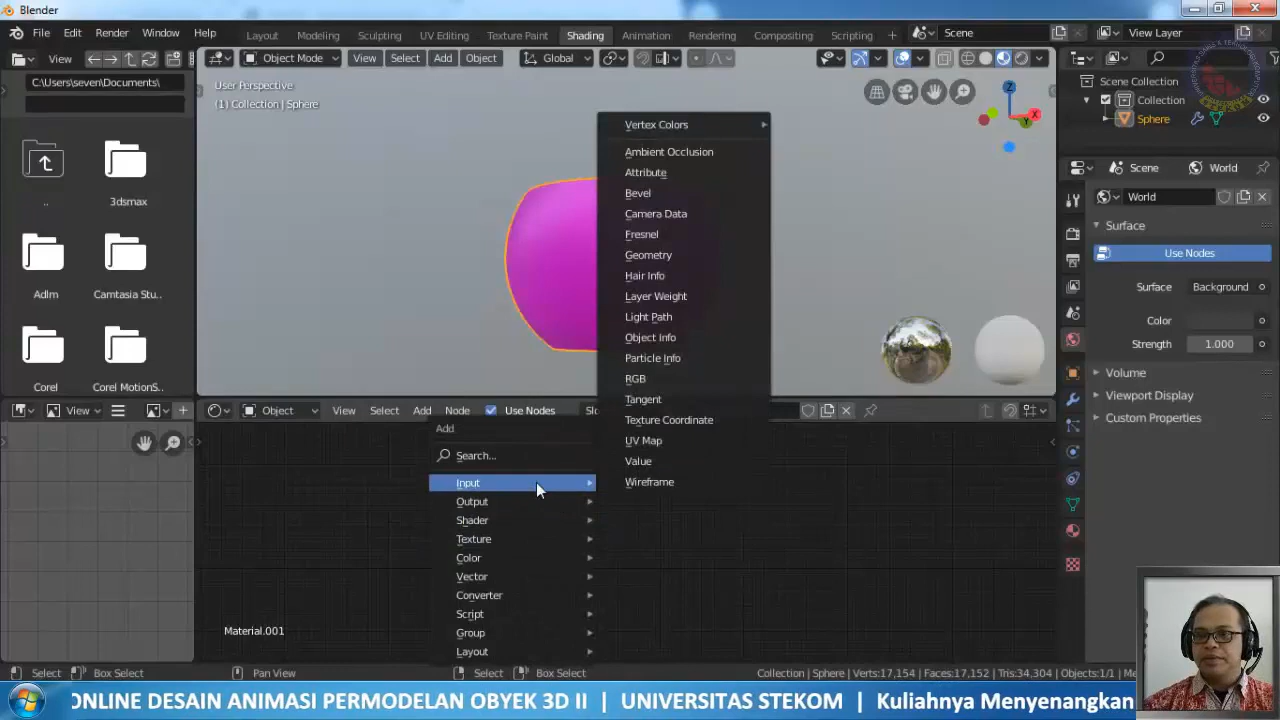 Blender
File Edit Render Window Help
Layout Modeling Sculpting UV Editing Texture Paint Shading Animation Rendering Compositing Scripting
Scene
View Layer
View
Object Mode
View Select Add Object
Global
C:\Users\seven\Documents\
User Perspective
(1) Collection | Sphere
..
3dsmax
Adlm
Camtasia Stu..
Corel
Corel MotionS..
Vertex Colors
Ambient Occlusion
Attribute
Bevel
Camera Data
Fresnel
Geometry
Hair Info
Layer Weight
Light Path
Object Info
Particle Info
RGB
Tangent
Texture Coordinate
UV Map
Value
Wireframe
Z
X
Y
Scene Collection
Collection
Sphere
Scene
World
World
Surface
Use Nodes
Surface Background
Color
Strength 1.000
Volume
Viewport Display
Custom Properties
View
Object
View Select Add Node
Use Nodes
Slo
Add
Search...
Input
Output
Shader
Texture
Color
Vector
Converter
Script
Group
Layout
Material.001
Select
Box Select
Pan View
Select
Box Select
Collection | Sphere | Verts:17,154 | Faces:17,152 | Tris:34,304 | Objects:1/1 | Me
ONLINE DESAIN ANIMASI PERMODELAN OBYEK 3D II | UNIVERSITAS STEKOM | Kuliahnya Menyenangkan